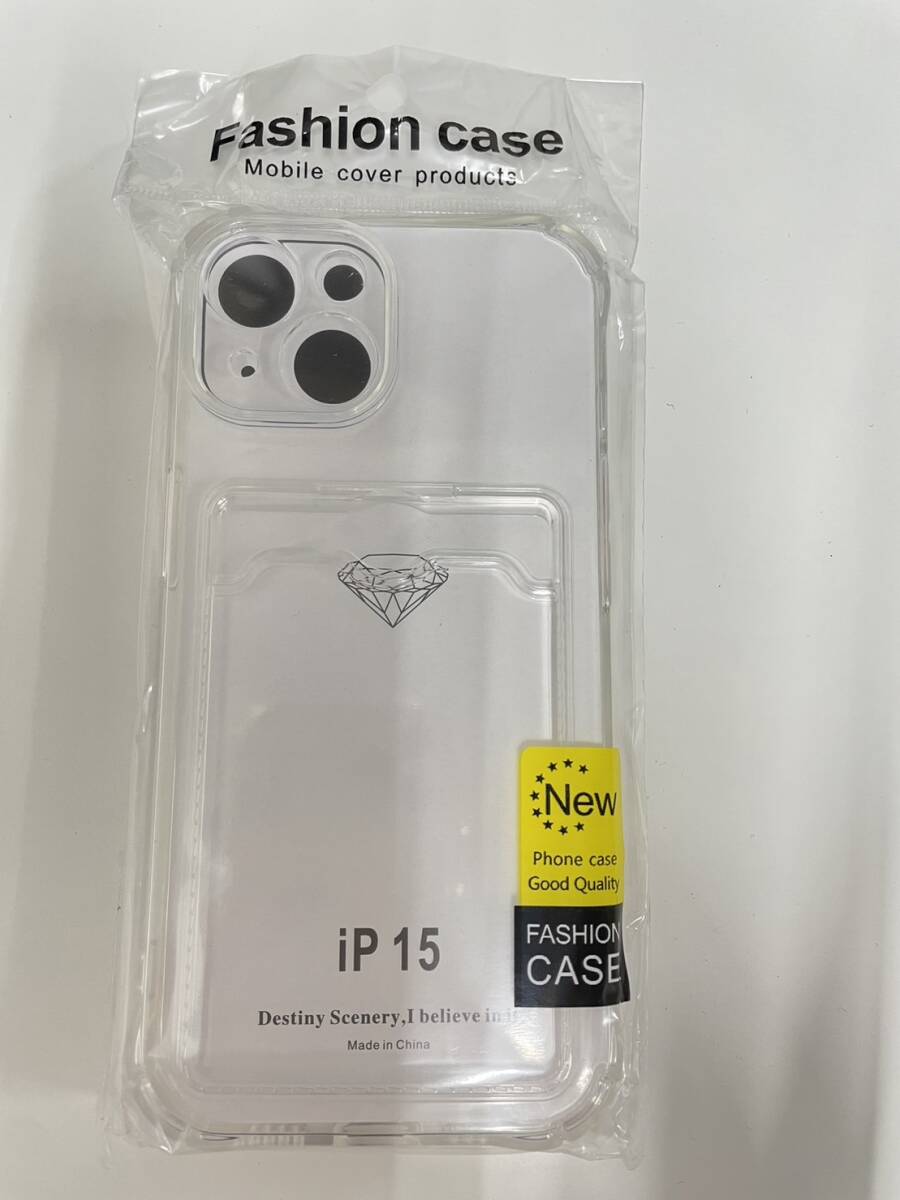 Fashion case
Mobile cover products
New
Phone case
Good Quality
FASHION
CASE
iP 15
Destiny Scenery,I believe in
Made in China